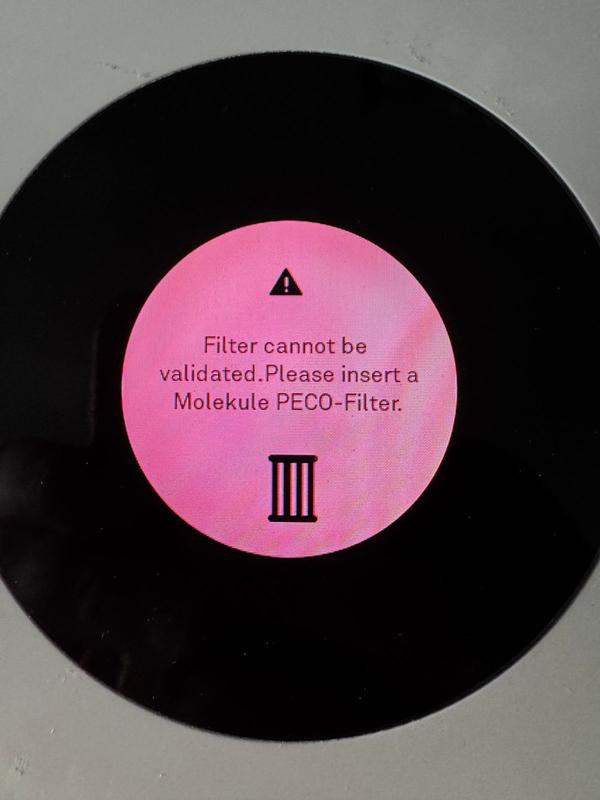 Filter cannot be
validated.Please insert a
Molekule PECO-Filter.